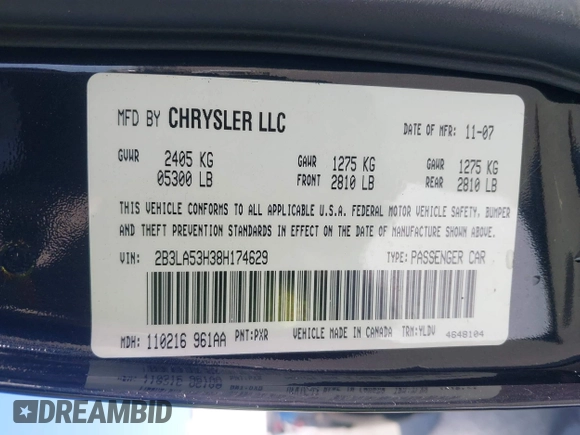 MFD BY CHRYSLER LLC DATE OF MFR: 11-07
GVWR 2405 KG GAWR 1275 KG GAWR 1275 KG
05300 LB FRONT 2810 LB REAR 2810 LB
THIS VEHICLE CONFORMS TO ALL APPLICABLE U.S.A. FEDERAL MOTOR VEHICLE SAFETY, BUMPER
AND THEFT PREVENTION STANDARDS IN EFFECT ON THE DATE OF MANUFACTURE SHOWN ABOVE.
VIN: 2B3LA53H38H174629 TYPE: PASSENGER CAR
MDH: 110216 961AA PNT: PXR VEHICLE MADE IN CANADA TRM: YLDV 4648104
DREAMBID